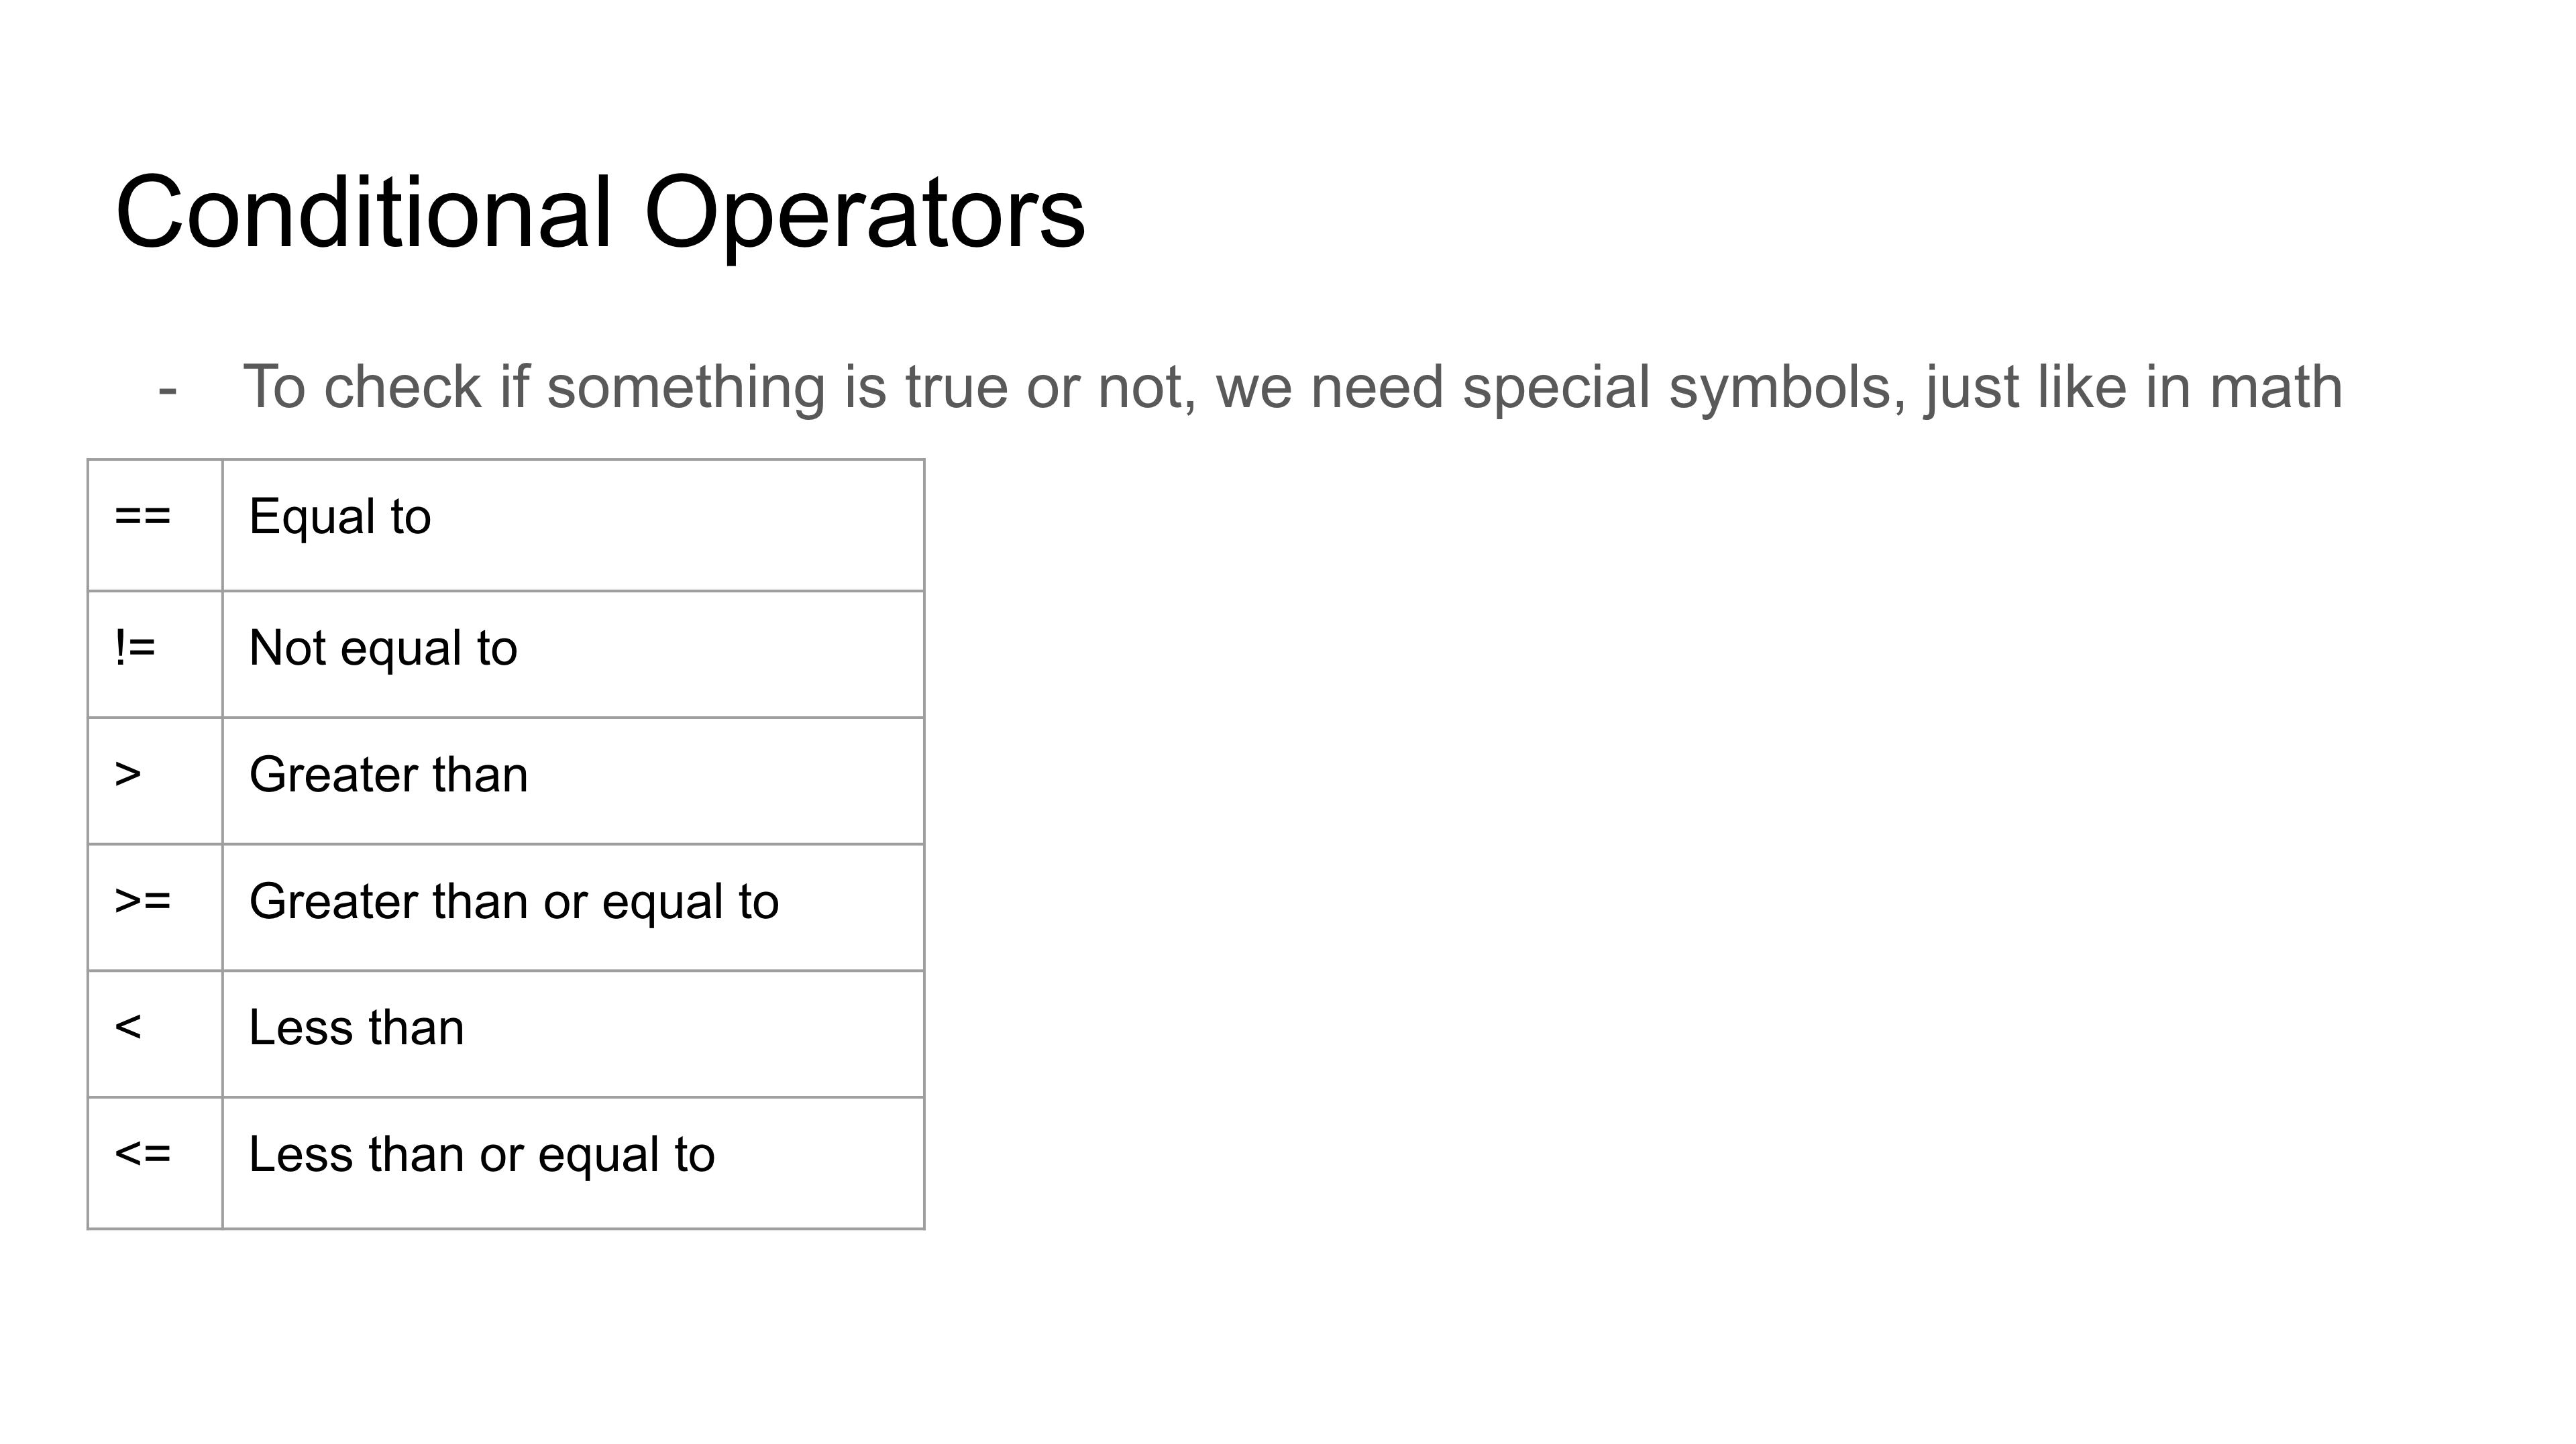 Conditional Operators
- To check if something is true or not, we need special symbols, just like in math
== Equal to
!= Not equal to
> Greater than
>= Greater than or equal to
< Less than
<= Less than or equal to